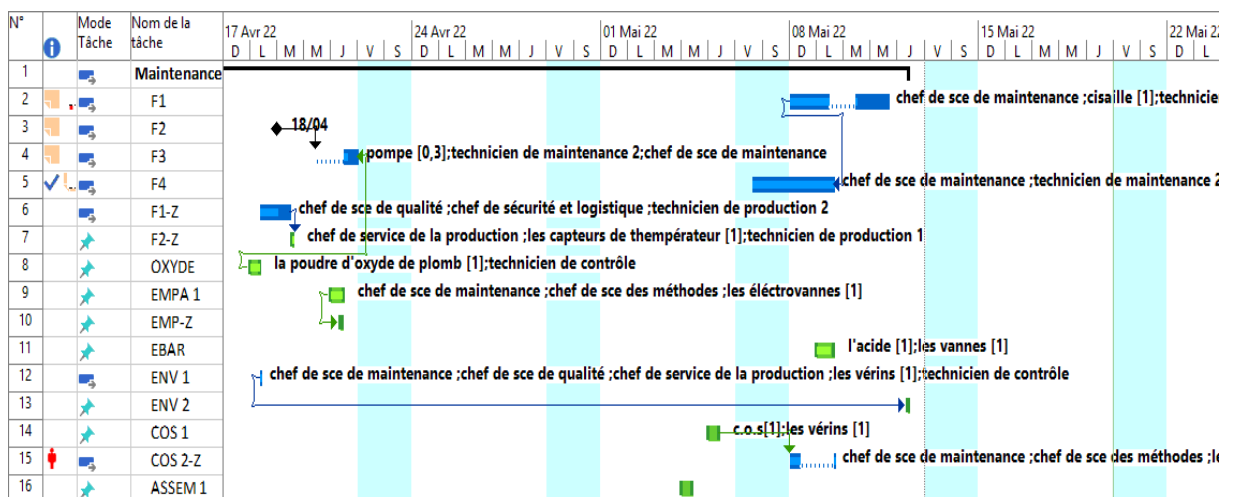 N° Mode Tâche Nom de la tâche 17 Avr 22 24 Avr 22 01 Mai 22 08 Mai 22 15 Mai 22 22 Mai 22
D L M M J V S D L M M J V S D L M M J V S D L M M J V S D L M M J V S D L
1 Maintenance
2 F1 chef de sce de maintenance ;cisaille [1];technicie
3 F2 18/04
4 F3 pompe [0,3];technicien de maintenance 2;chef de sce de maintenance
5 F4 chef de sce de maintenance ;technicien de maintenance 2
6 F1-Z chef de sce de qualité ;chef de sécurité et logistique ;technicien de production 2
7 F2-Z chef de service de la production ;les capteurs de thempérateur [1];technicien de production 1
8 OXYDE la poudre d'oxyde de plomb [1];technicien de contrôle
9 EMPA 1 chef de sce de maintenance ;chef de sce des méthodes ;les éléctrovannes [1]
10 EMP-Z
11 EBAR l'acide [1];les vannes [1]
12 ENV 1 chef de sce de maintenance ;chef de sce de qualité ;chef de service de la production ;les vérins [1];technicien de contrôle
13 ENV 2
14 COS 1 c.o.s[1];les vérins [1]
15 COS 2-Z chef de sce de maintenance ;chef de sce des méthodes ;le
16 ASSEM 1